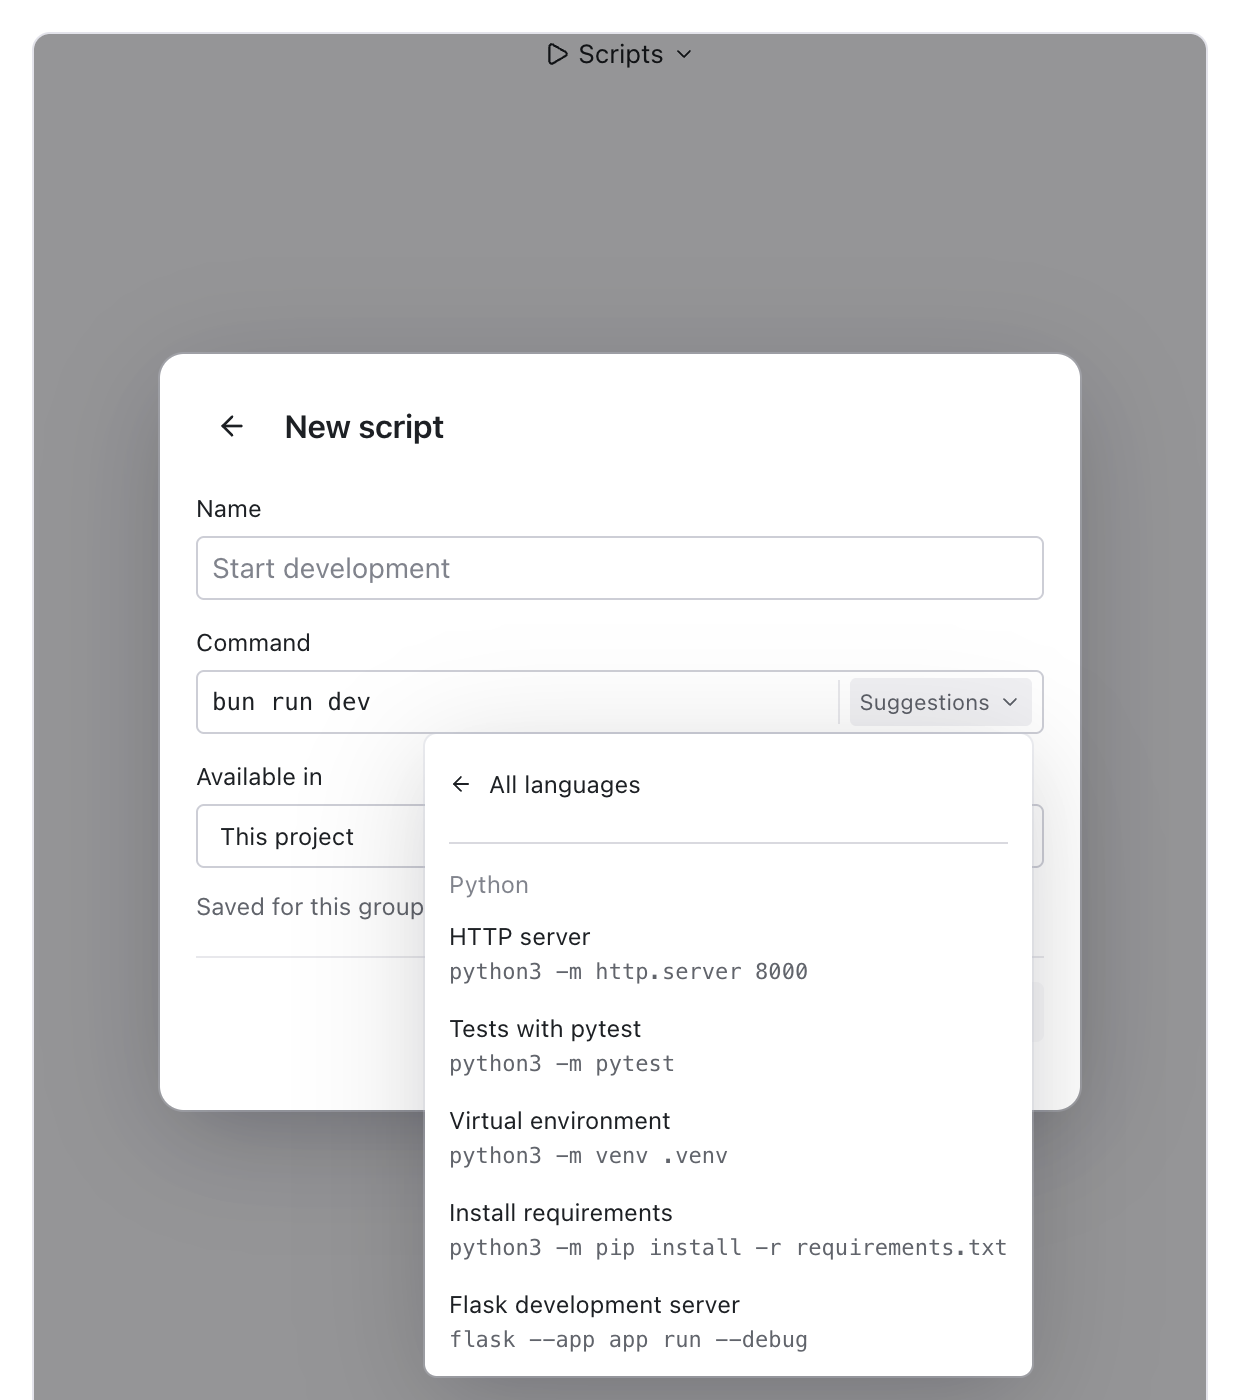 Scripts
New script
Name
Start development
Command
bun run dev
Suggestions
Available in
This project
Saved for this group
All languages
Python
HTTP server
python3 -m http.server 8000
Tests with pytest
python3 -m pytest
Virtual environment
python3 -m venv .venv
Install requirements
python3 -m pip install -r requirements.txt
Flask development server
flask --app app run --debug